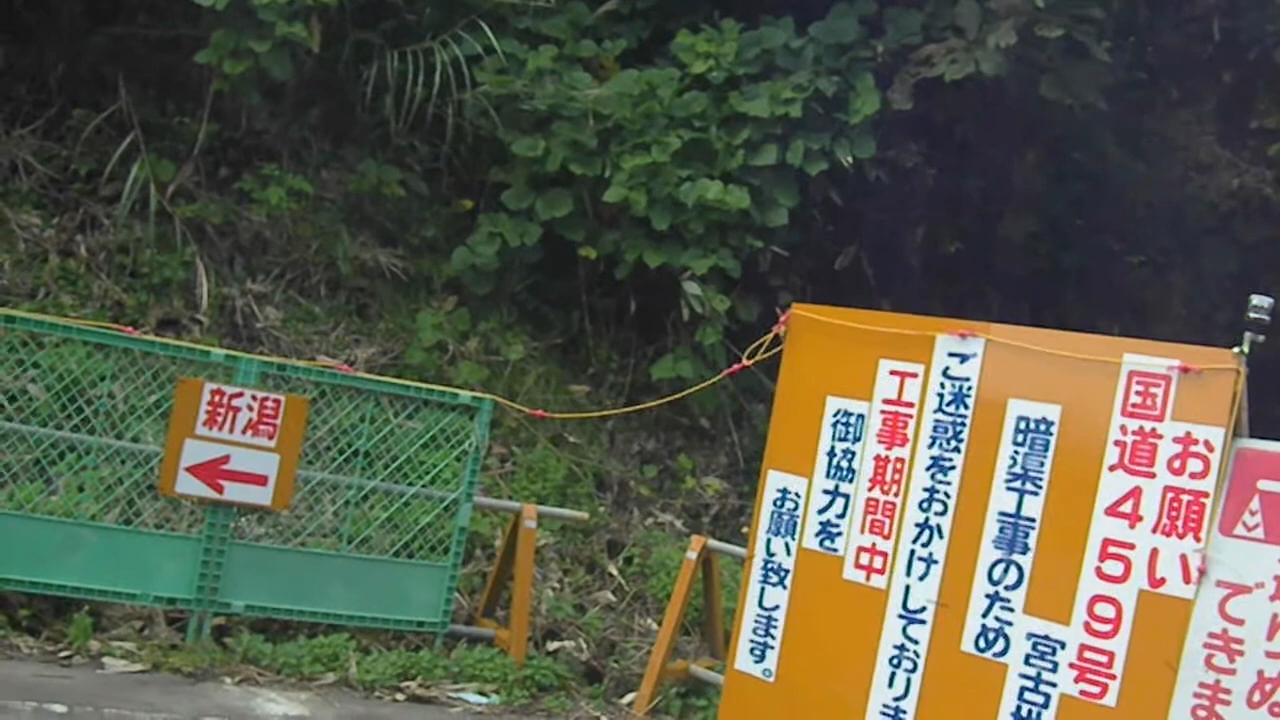 新潟
お願い
国道459号
宮古
暗渠工事のため
ご迷惑をおかけしておりま
工事期間中
御協力を
お願い致します。
できま